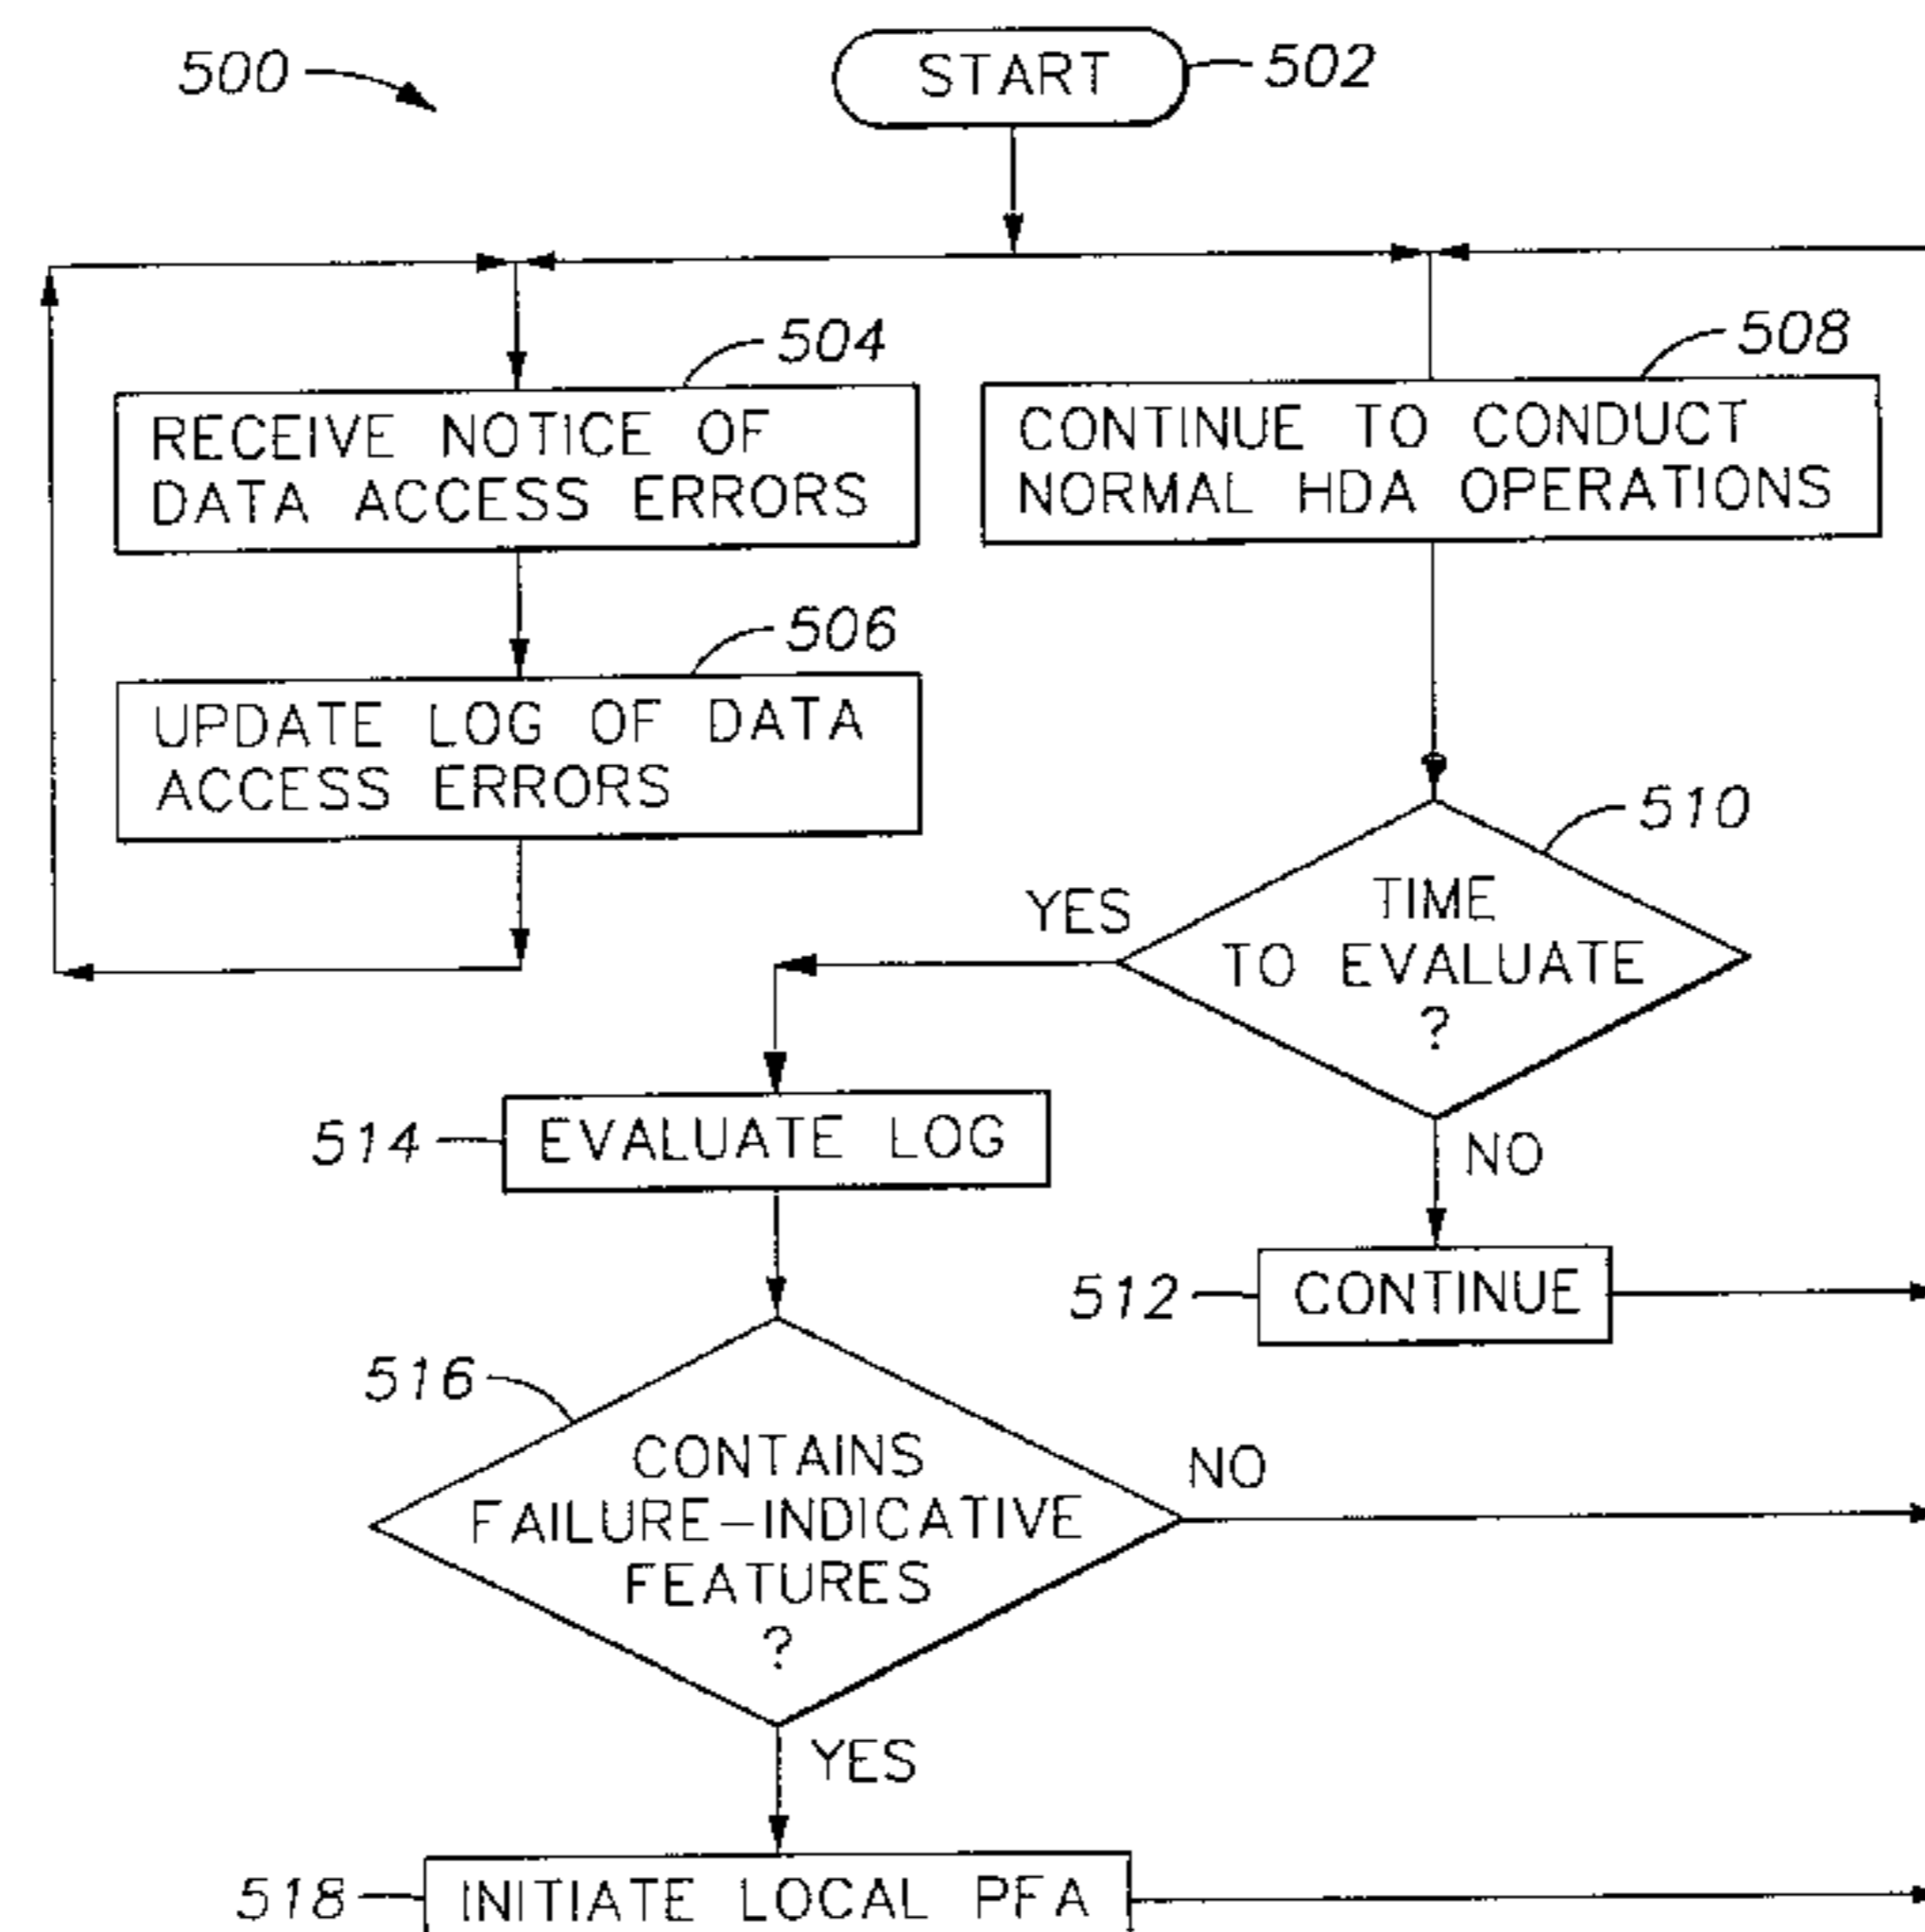 500
START
502
504
RECEIVE NOTICE OF
DATA ACCESS ERRORS
508
CONTINUE TO CONDUCT
NORMAL HDA OPERATIONS
506
UPDATE LOG OF DATA
ACCESS ERRORS
510
TIME
TO EVALUATE
?
YES
NO
514
EVALUATE LOG
512
CONTINUE
516
CONTAINS
FAILURE-INDICATIVE
FEATURES
?
NO
YES
518
INITIATE LOCAL PFA